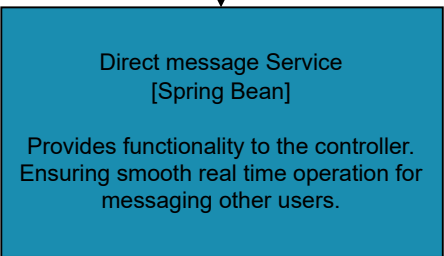 Direct message Service
[Spring Bean]
Provides functionality to the controller.
Ensuring smooth real time operation for
messaging other users.